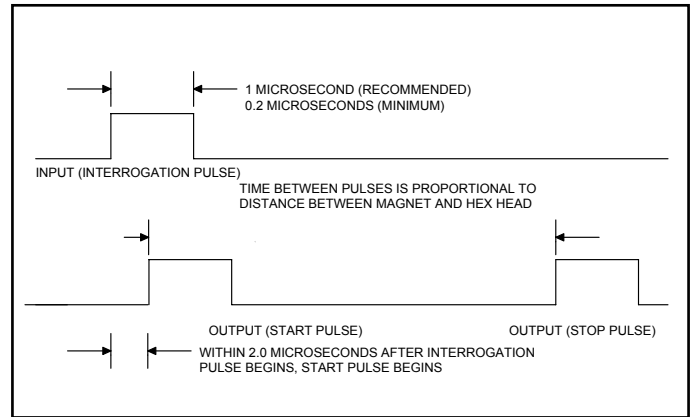 1 MICROSECOND (RECOMMENDED)
0.2 MICROSECONDS (MINIMUM)
INPUT (INTERROGATION PULSE)
TIME BETWEEN PULSES IS PROPORTIONAL TO
DISTANCE BETWEEN MAGNET AND HEX HEAD
OUTPUT (START PULSE)
OUTPUT (STOP PULSE)
WITHIN 2.0 MICROSECONDS AFTER INTERROGATION
PULSE BEGINS, START PULSE BEGINS